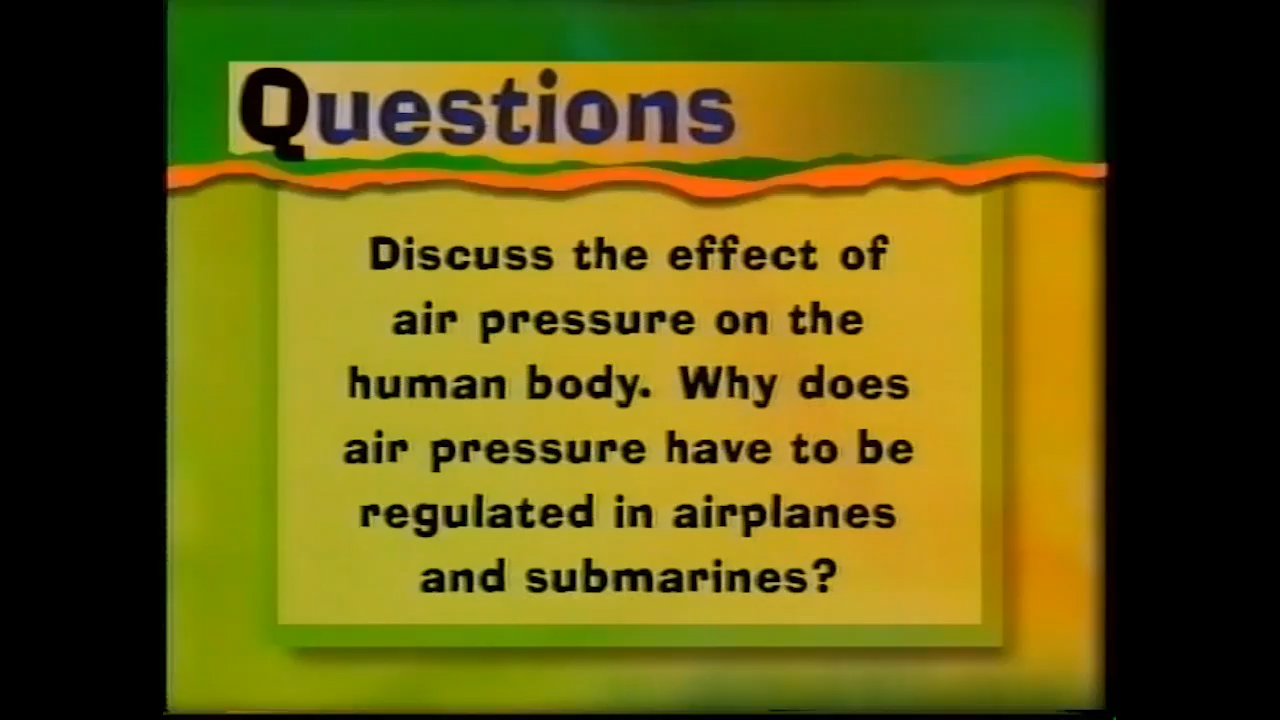 Questions
Discuss the effect of
air pressure on the
human body. Why does
air pressure have to be
regulated in airplanes
and submarines?